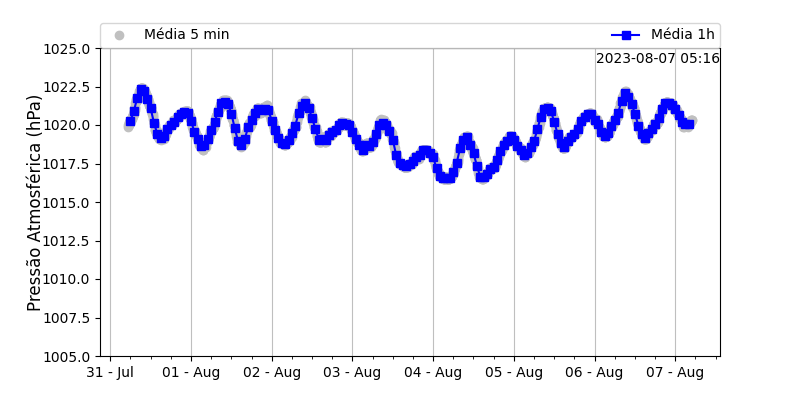 Média 5 min
Média 1h
2023-08-07 05:16
Pressão Atmosférica (hPa)
1025.0
1022.5
1020.0
1017.5
1015.0
1012.5
1010.0
1007.5
1005.0
31 - Jul
01 - Aug
02 - Aug
03 - Aug
04 - Aug
05 - Aug
06 - Aug
07 - Aug